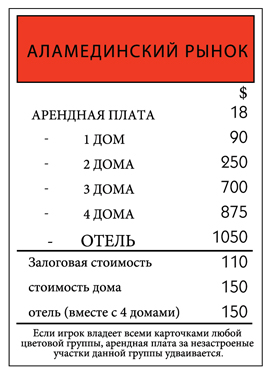 АЛАМЕДИНСКИЙ РЫНОК
$
АРЕНДНАЯ ПЛАТА 18
- 1 ДОМ 90
- 2 ДОМА 250
- 3 ДОМА 700
- 4 ДОМА 875
- ОТЕЛЬ 1050
Залоговая стоимость 110
стоимость дома 150
отель (вместе с 4 домами) 150
Если игрок владеет всеми карточками любой
цветовой группы, арендная плата за незастроеные
участки данной группы удваивается.